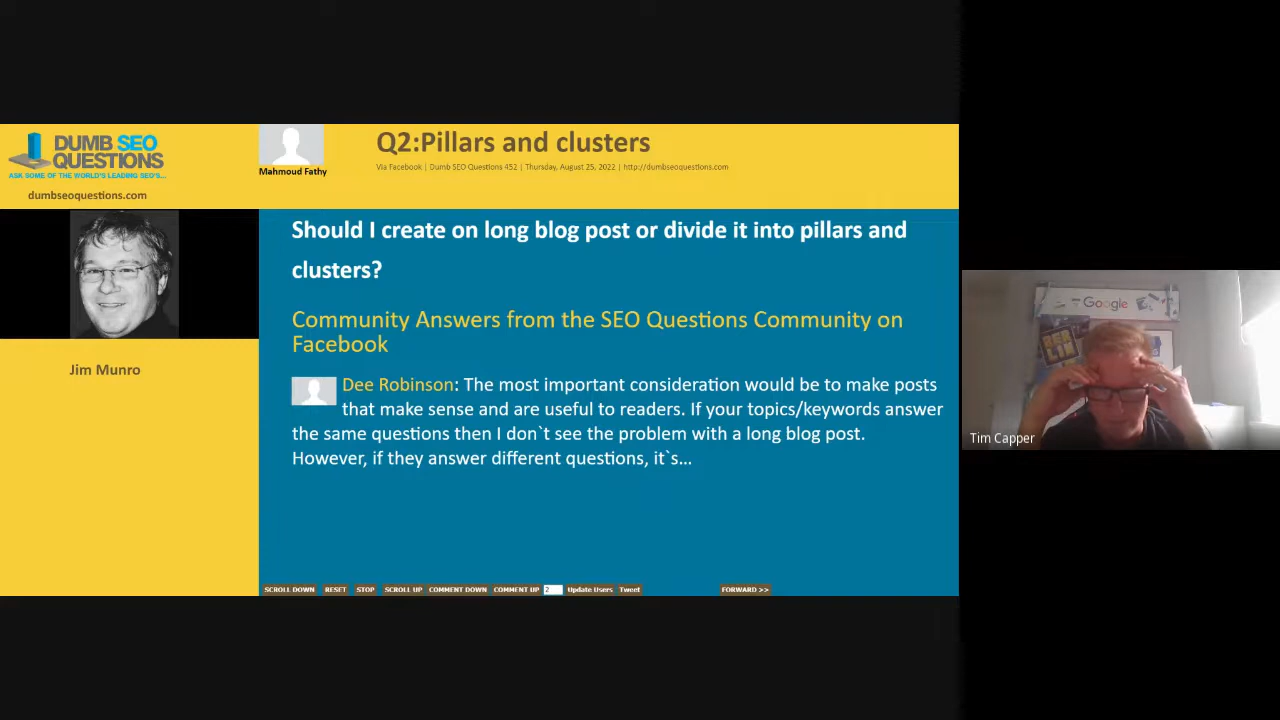 DUMB SEO
QUESTIONS
ASK SOME OF THE WORLD'S LEADING SEO'S...
dumbseoquestions.com
Mahmoud Fathy
Q2:Pillars and clusters
Via Facebook | Dumb SEO Questions 452 | Thursday, August 25, 2022 | http://dumbseoquestions.com
Jim Munro
Should I create on long blog post or divide it into pillars and
clusters?
Community Answers from the SEO Questions Community on
Facebook
Dee Robinson: The most important consideration would be to make posts
that make sense and are useful to readers. If your topics/keywords answer
the same questions then I don`t see the problem with a long blog post.
However, if they answer different questions, it`s...
SCROLL DOWN RESET STOP SCROLL UP COMMENT DOWN COMMENT UP 2 Update Users Tweet FORWARD >>
Google
Tim Capper